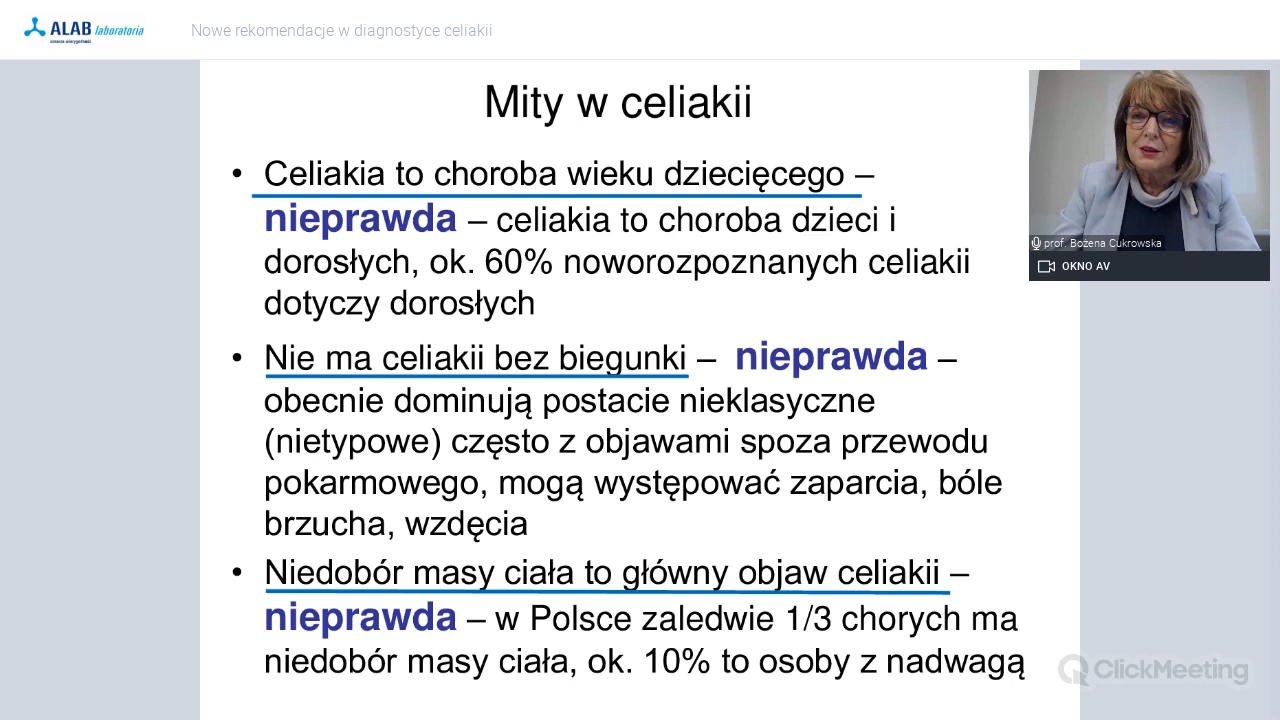 ALAB laboratoria
Nowe rekomendacje w diagnostyce celiakii
Mity w celiakii
• Celiakia to choroba wieku dziecięcego –
nieprawda – celiakia to choroba dzieci i
dorosłych, ok. 60% noworozpoznanych celiakii
dotyczy dorosłych
• Nie ma celiakii bez biegunki – nieprawda –
obecnie dominują postacie nieklasyczne
(nietypowe) często z objawami spoza przewodu
pokarmowego, mogą występować zaparcia, bóle
brzucha, wzdęcia
• Niedobór masy ciała to główny objaw celiakii –
nieprawda – w Polsce zaledwie 1/3 chorych ma
niedobór masy ciała, ok. 10% to osoby z nadwagą
prof. Bożena Cukrowska
OKNO AV
ClickMeeting